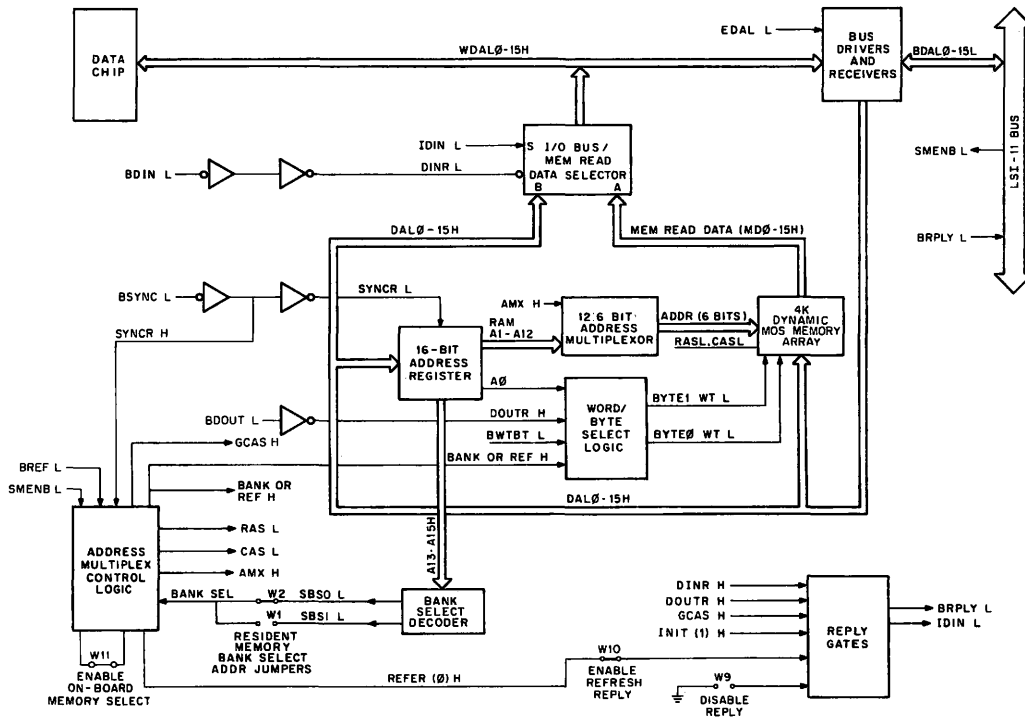 DATA
CHIP
EDAL L
BUS
DRIVERS
AND
RECEIVERS
WDALØ-15H
BDALØ-15L
LSI-11 BUS
SMENB L
BRPLY L
IDIN L
S I/O BUS/
MEM READ
DATA SELECTOR
B A
BDIN L
DINR L
DALØ-15H
MEM READ DATA (MDØ-15H)
BSYNC L
SYNCR L
SYNCR H
AMX H
RAM
A1-A12
12:6 BIT
ADDRESS
MULTIPLEXOR
ADDR (6 BITS)
RASL,CASL
4K
DYNAMIC
MOS MEMORY
ARRAY
16-BIT
ADDRESS
REGISTER
AØ
BDOUT L
DOUTR H
BWTBT L
BANK OR REF H
WORD/
BYTE
SELECT
LOGIC
BYTE1 WT L
BYTEØ WT L
GCAS H
BREF L
SMENB L
BANK OR
REF H
DALØ-15H
RAS L
CAS L
AMX H
ADDRESS
MULTIPLEX
CONTROL
LOGIC
A13-A15H
BANK SEL
W2
SBSO L
W1
SBSI L
BANK
SELECT
DECODER
RESIDENT
MEMORY
BANK SELECT
ADDR JUMPERS
W11
ENABLE
ON-BOARD
MEMORY SELECT
REFER (Ø) H
W10
ENABLE
REFRESH
REPLY
DINR H
DOUTR H
GCAS H
INIT (1) H
W9
DISABLE
REPLY
REPLY
GATES
BRPLY L
IDIN L